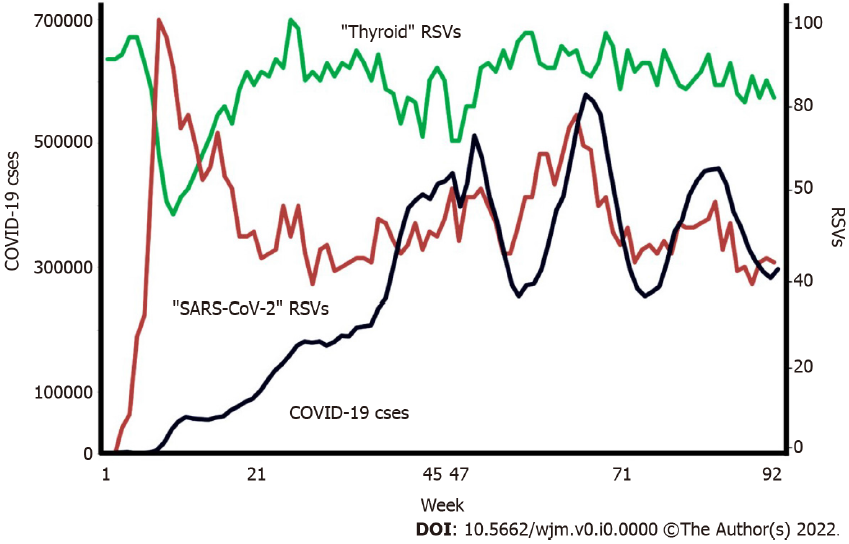 700000
500000
300000
100000
0
COVID-19 cses
"Thyroid" RSVs
"SARS-CoV-2" RSVs
COVID-19 cses
100
80
50
40
20
0
RSVs
1 21 45 47 71 92
Week
DOI: 10.5662/wjm.v0.i0.0000 ©The Author(s) 2022.